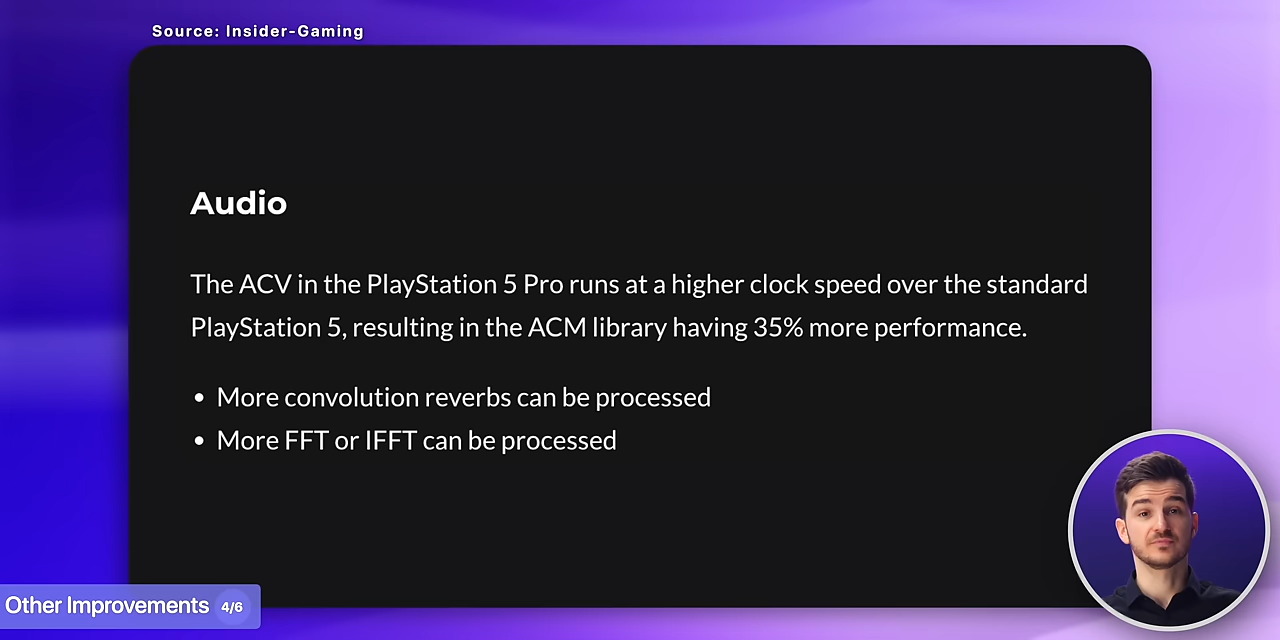 Source: Insider-Gaming
Audio
The ACV in the PlayStation 5 Pro runs at a higher clock speed over the standard
PlayStation 5, resulting in the ACM library having 35% more performance.
• More convolution reverbs can be processed
• More FFT or IFFT can be processed
Other Improvements 4/6